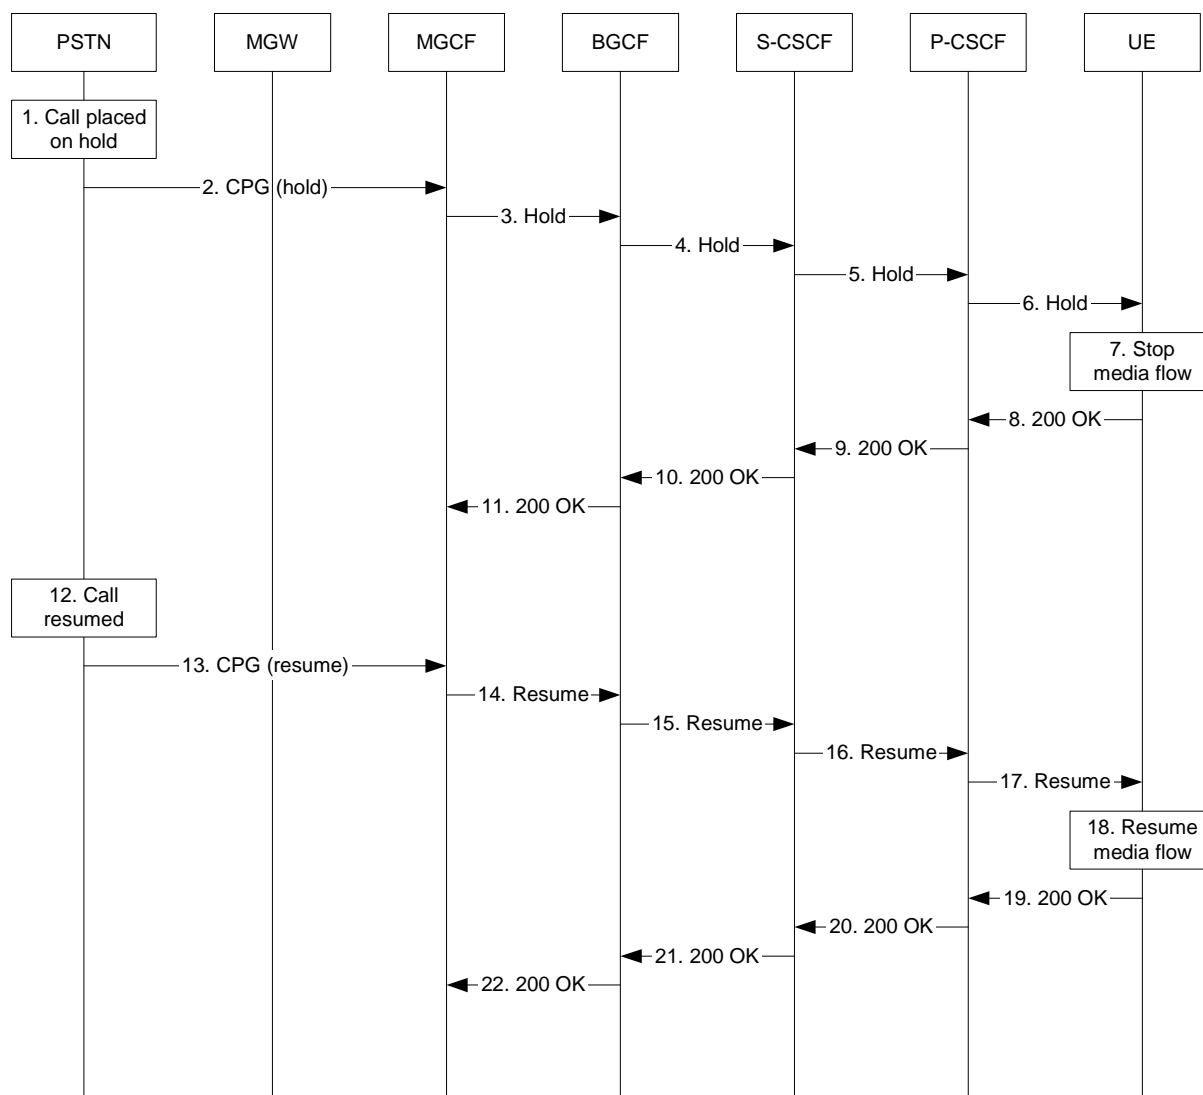 PSTN
MGW
MGCF
BGCF
S-CSCF
P-CSCF
UE
1. Call placed
on hold
2. CPG (hold)
3. Hold
4. Hold
5. Hold
6. Hold
7. Stop
media flow
8. 200 OK
9. 200 OK
10. 200 OK
11. 200 OK
12. Call
resumed
13. CPG (resume)
14. Resume
15. Resume
16. Resume
17. Resume
18. Resume
media flow
19. 200 OK
20. 200 OK
21. 200 OK
22. 200 OK